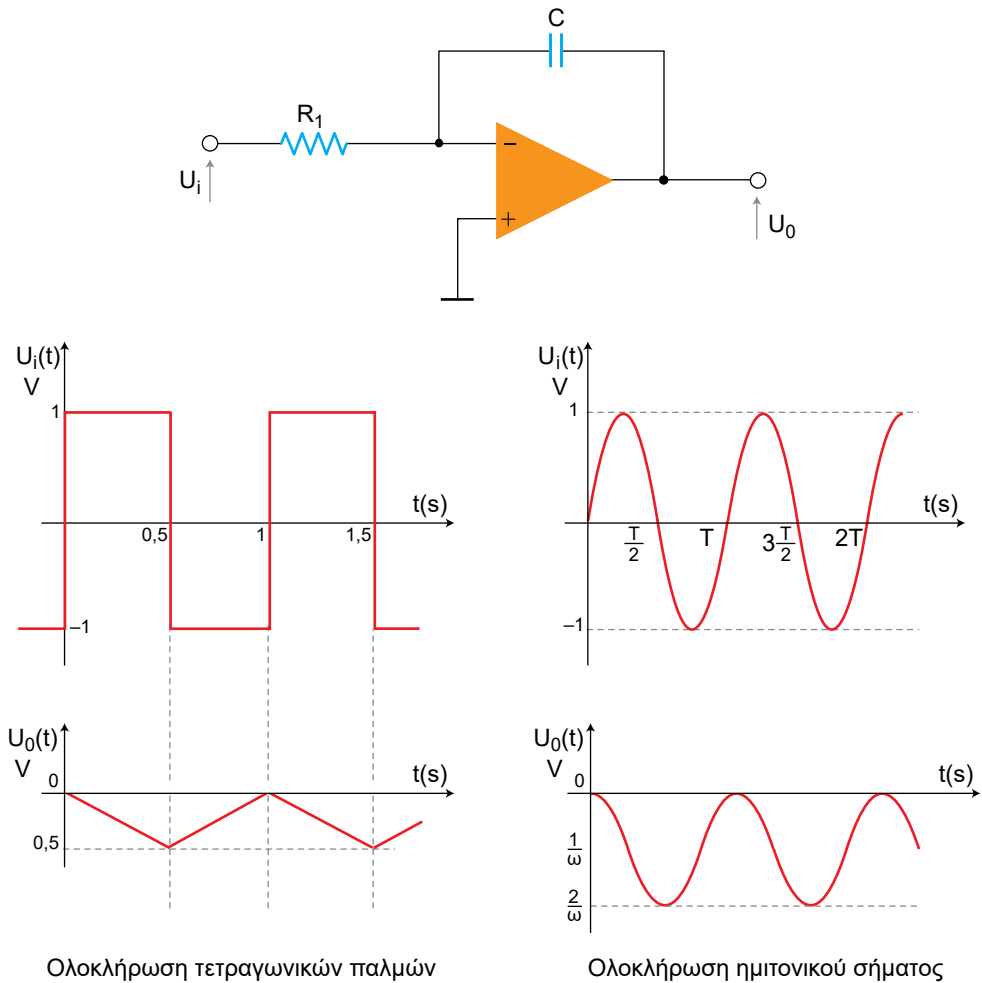 C
R1
−
Ui
+
U0
Ui(t)
V
1
t(s)
0,5 1 1,5
–1
U0(t)
V
0
t(s)
0,5
Ολοκλήρωση τετραγωνικών παλμών
Ui(t)
V
1
t(s)
T/2 T 3T/2 2T
–1
U0(t)
V
0
t(s)
1/ω
2/ω
Ολοκλήρωση ημιτονικού σήματος